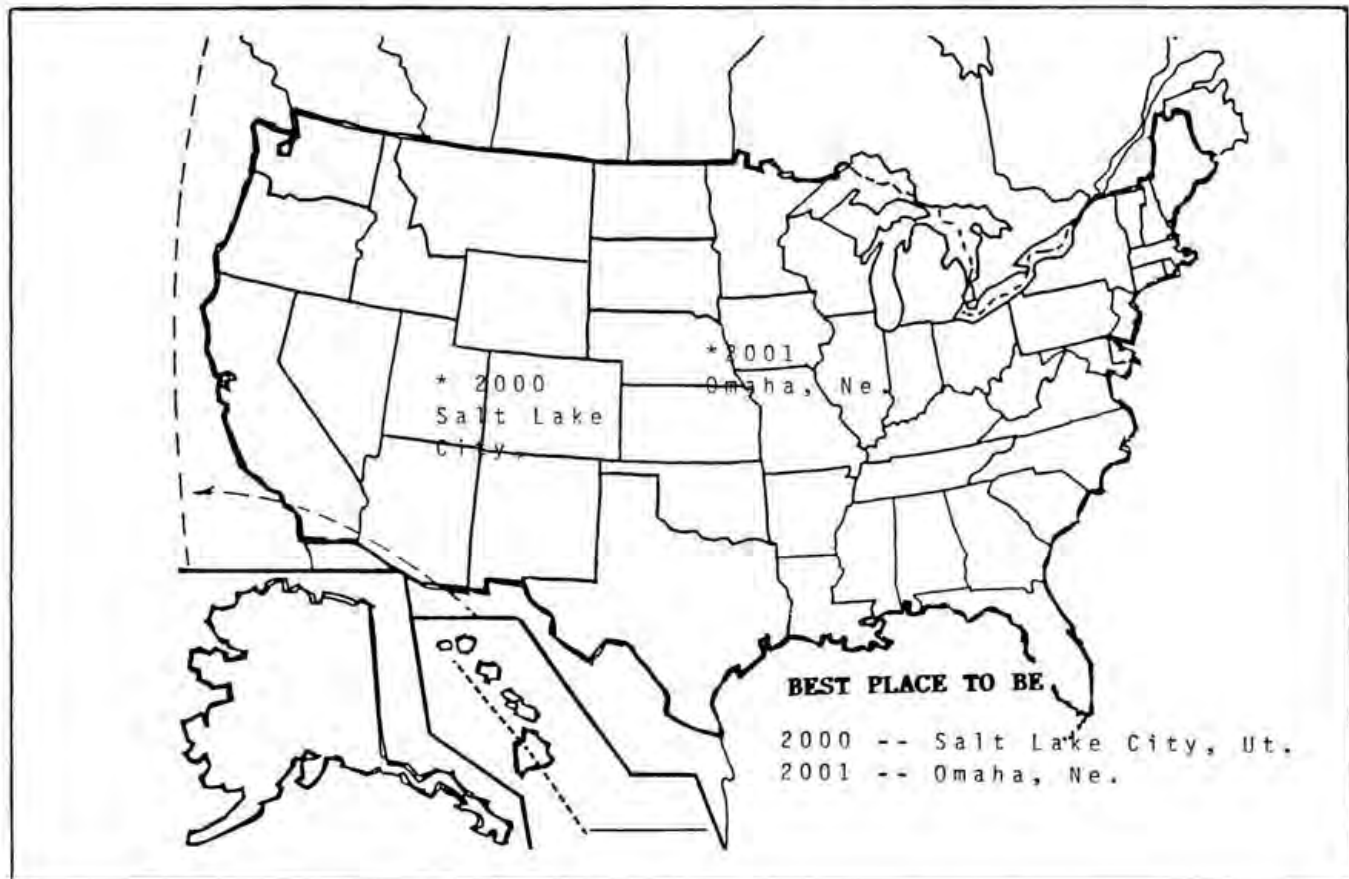 *2001
Omaha, Ne.
* 2000
Salt Lake
City,
BEST PLACE TO BE
2000 -- Salt Lake City, Ut.
2001 -- Omaha, Ne.